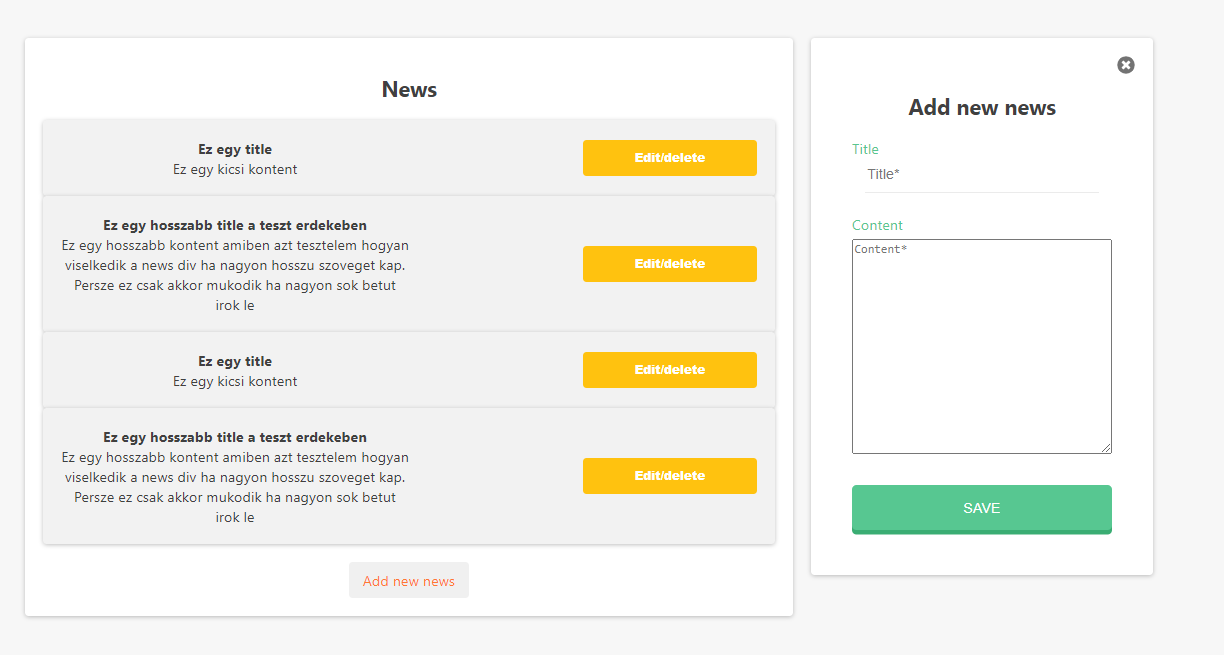 News
Ez egy title
Ez egy kicsi kontent
Edit/delete
Ez egy hosszabb title a teszt erdekeben
Ez egy hosszabb kontent amiben azt tesztelem hogyan
viselkedik a news div ha nagyon hosszu szoveget kap.
Persze ez csak akkor mukodik ha nagyon sok betut
irok le
Edit/delete
Ez egy title
Ez egy kicsi kontent
Edit/delete
Ez egy hosszabb title a teszt erdekeben
Ez egy hosszabb kontent amiben azt tesztelem hogyan
viselkedik a news div ha nagyon hosszu szoveget kap.
Persze ez csak akkor mukodik ha nagyon sok betut
irok le
Edit/delete
Add new news
Add new news
Title
Title*
Content
Content*
SAVE